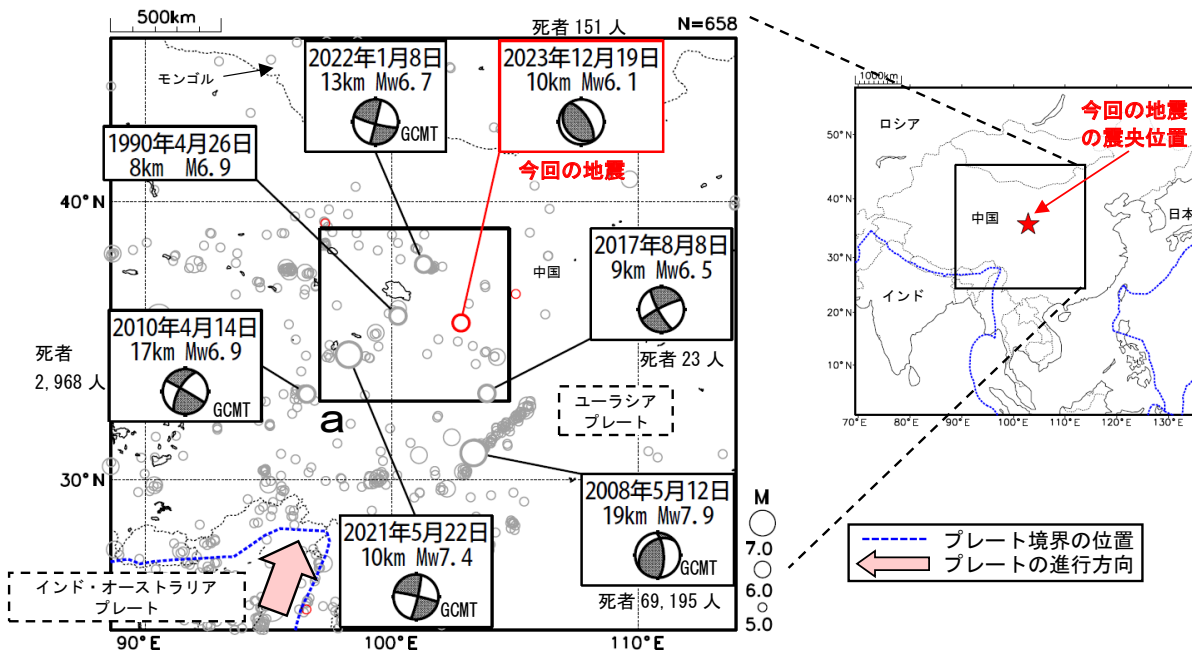 500km
死者 151 人
N=658
モンゴル
2022年1月8日
13km Mw6.7
GCMT
2023年12月19日
10km Mw6.1
今回の地震
1990年4月26日
8km M6.9
40°N
中国
2017年8月8日
9km Mw6.5
死者 23 人
2010年4月14日
17km Mw6.9
GCMT
死者
2,968 人
a
ユーラシア
プレート
30°N
2008年5月12日
19km Mw7.9
GCMT
死者 69,195 人
2021年5月22日
10km Mw7.4
GCMT
インド・オーストラリア
プレート
90°E
100°E
110°E
M
7.0
6.0
5.0
1000km
ロシア
今回の地震
の震央位置
50°N
40°N
中国
日本
30°N
インド
20°N
10°N
70°E
80°E
90°E
100°E
110°E
120°E
130°E
プレート境界の位置
プレートの進行方向